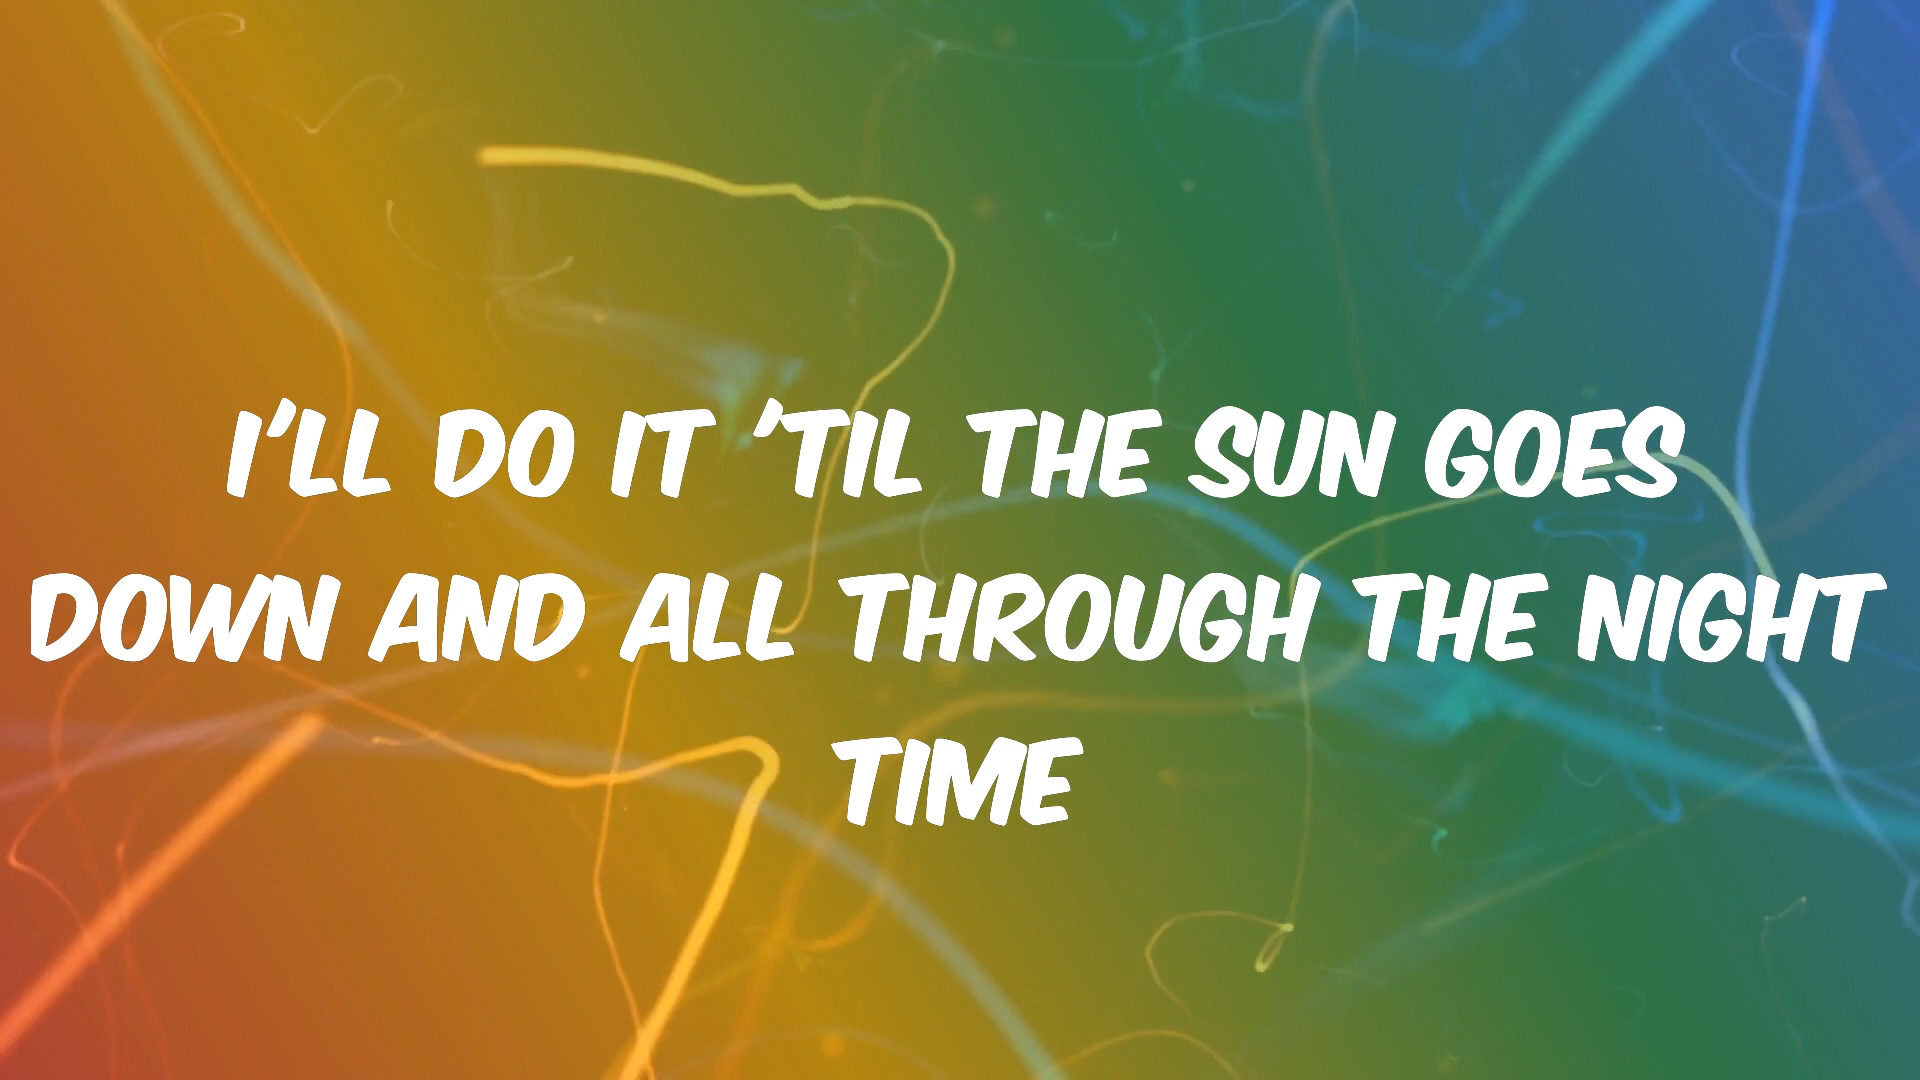 I'LL DO IT 'TIL THE SUN GOES
DOWN AND ALL THROUGH THE NIGHT
TIME